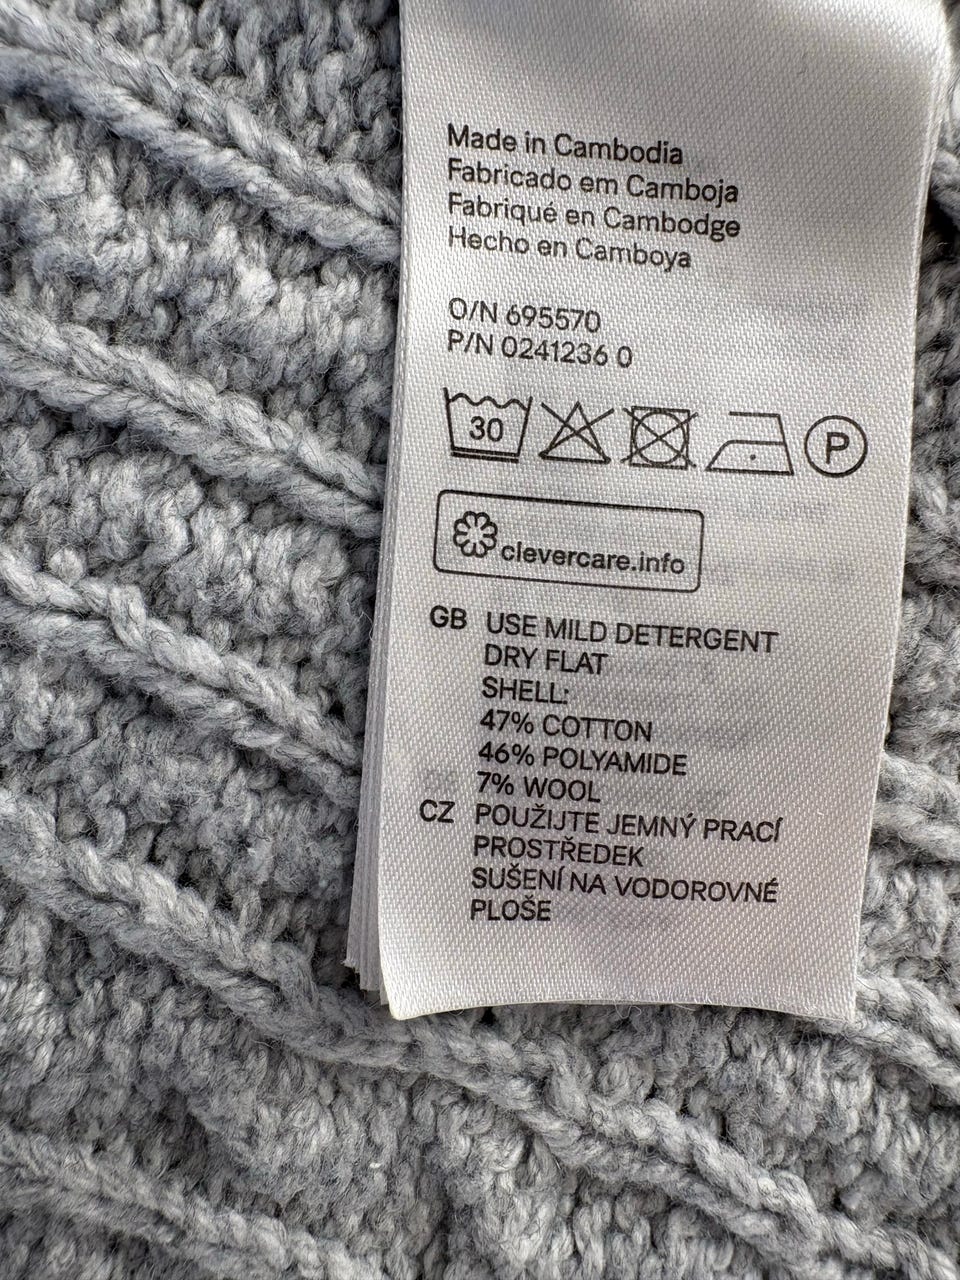 Made in Cambodia
Fabricado em Camboja
Fabriqué en Cambodge
Hecho en Camboya
O/N 695570
P/N 0241236 0
30 P
clevercare.info
GB USE MILD DETERGENT
DRY FLAT
SHELL:
47% COTTON
46% POLYAMIDE
7% WOOL
CZ POUŽIJTE JEMNÝ PRACÍ
PROSTŘEDEK
SUŠENÍ NA VODOROVNÉ
PLOŠE